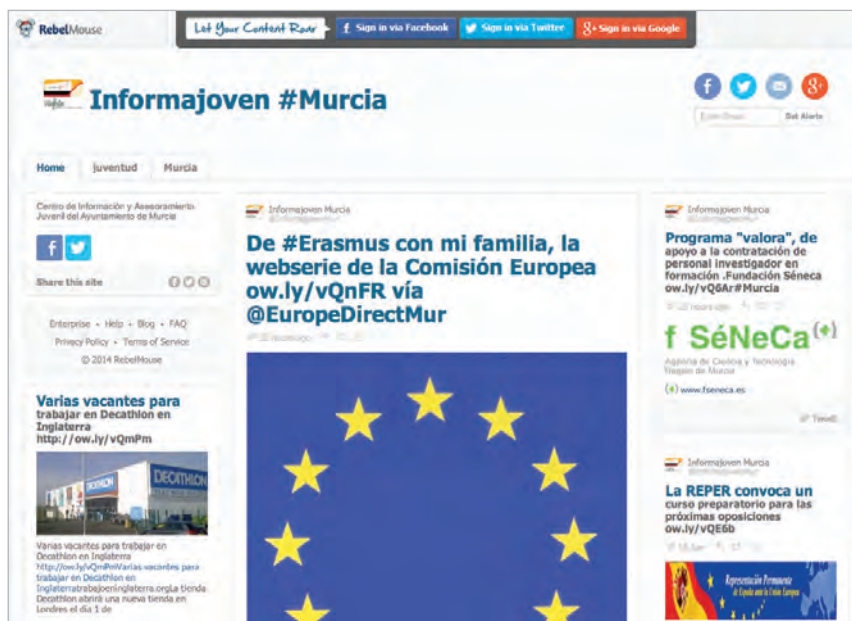 RebelMouse
Let Your Content Roar
Sign in via Facebook
Sign in via Twitter
Sign in via Google
Informajoven #Murcia
Enter Email
Get Alerts
Home
juventud
Murcia
Centro de Información y Asesoramiento
Juvenil del Ayuntamiento de Murcia
Share this site
Enterprise • Help • Blog • FAQ
Privacy Policy • Terms of Service
© 2014 RebelMouse
Varias vacantes para
trabajar en Decathlon en
Inglaterra
http://ow.ly/vQmPm
DECATHLON
DECATHLON
Varias vacantes para trabajar en
Decathlon en Inglaterra
http://ow.ly/vQmPmVarias vacantes para
trabajar en Decathlon en
Inglaterratrabajoeninglaterra.orgLa tienda
Decathlon abrirá una nueva tienda en
Londres el día 1 de
Informajoven Murcia
De #Erasmus con mi familia, la
webserie de la Comisión Europea
ow.ly/vQnFR vía
@EuropeDirectMur
Informajoven Murcia
Programa "valora", de
apoyo a la contratación de
personal investigador en
formación .Fundación Séneca
ow.ly/vQ6Ar#Murcia
f SéNeCa(+)
Agencia de Ciencia y Tecnología
Región de Murcia
(+) www.fseneca.es
Tweet
Informajoven Murcia
La REPER convoca un
curso preparatorio para las
próximas oposiciones
ow.ly/vQE6b
Representación Permanente
de España ante la Unión Europea